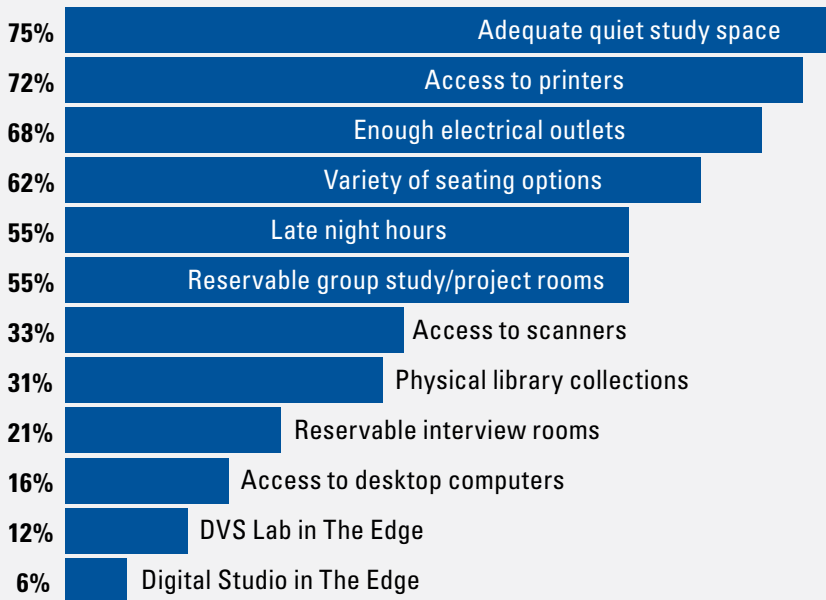 75% Adequate quiet study space
72% Access to printers
68% Enough electrical outlets
62% Variety of seating options
55% Late night hours
55% Reservable group study/project rooms
33% Access to scanners
31% Physical library collections
21% Reservable interview rooms
16% Access to desktop computers
12% DVS Lab in The Edge
6% Digital Studio in The Edge